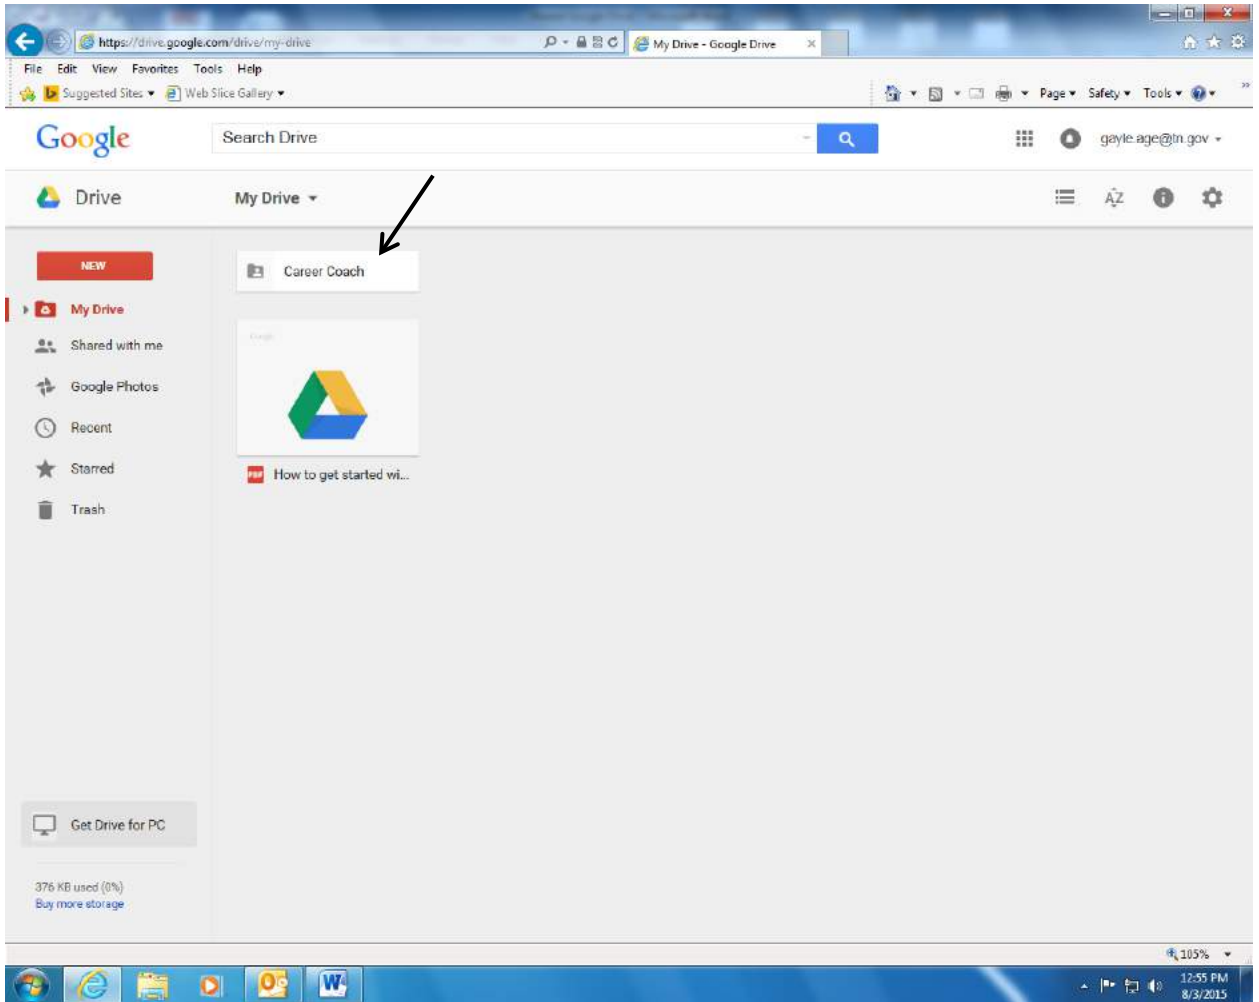 https://drive.google.com/drive/my-drive
My Drive - Google Drive
File Edit View Favorites Tools Help
Suggested Sites Web Slice Gallery
Page Safety Tools
Google
Search Drive
gayle.age@tn.gov
Drive
My Drive
AZ
NEW
Career Coach
My Drive
Shared with me
Google Photos
Recent
Starred
Trash
PDF How to get started wi...
Get Drive for PC
376 KB used (0%)
Buy more storage
105%
12:55 PM
8/3/2015